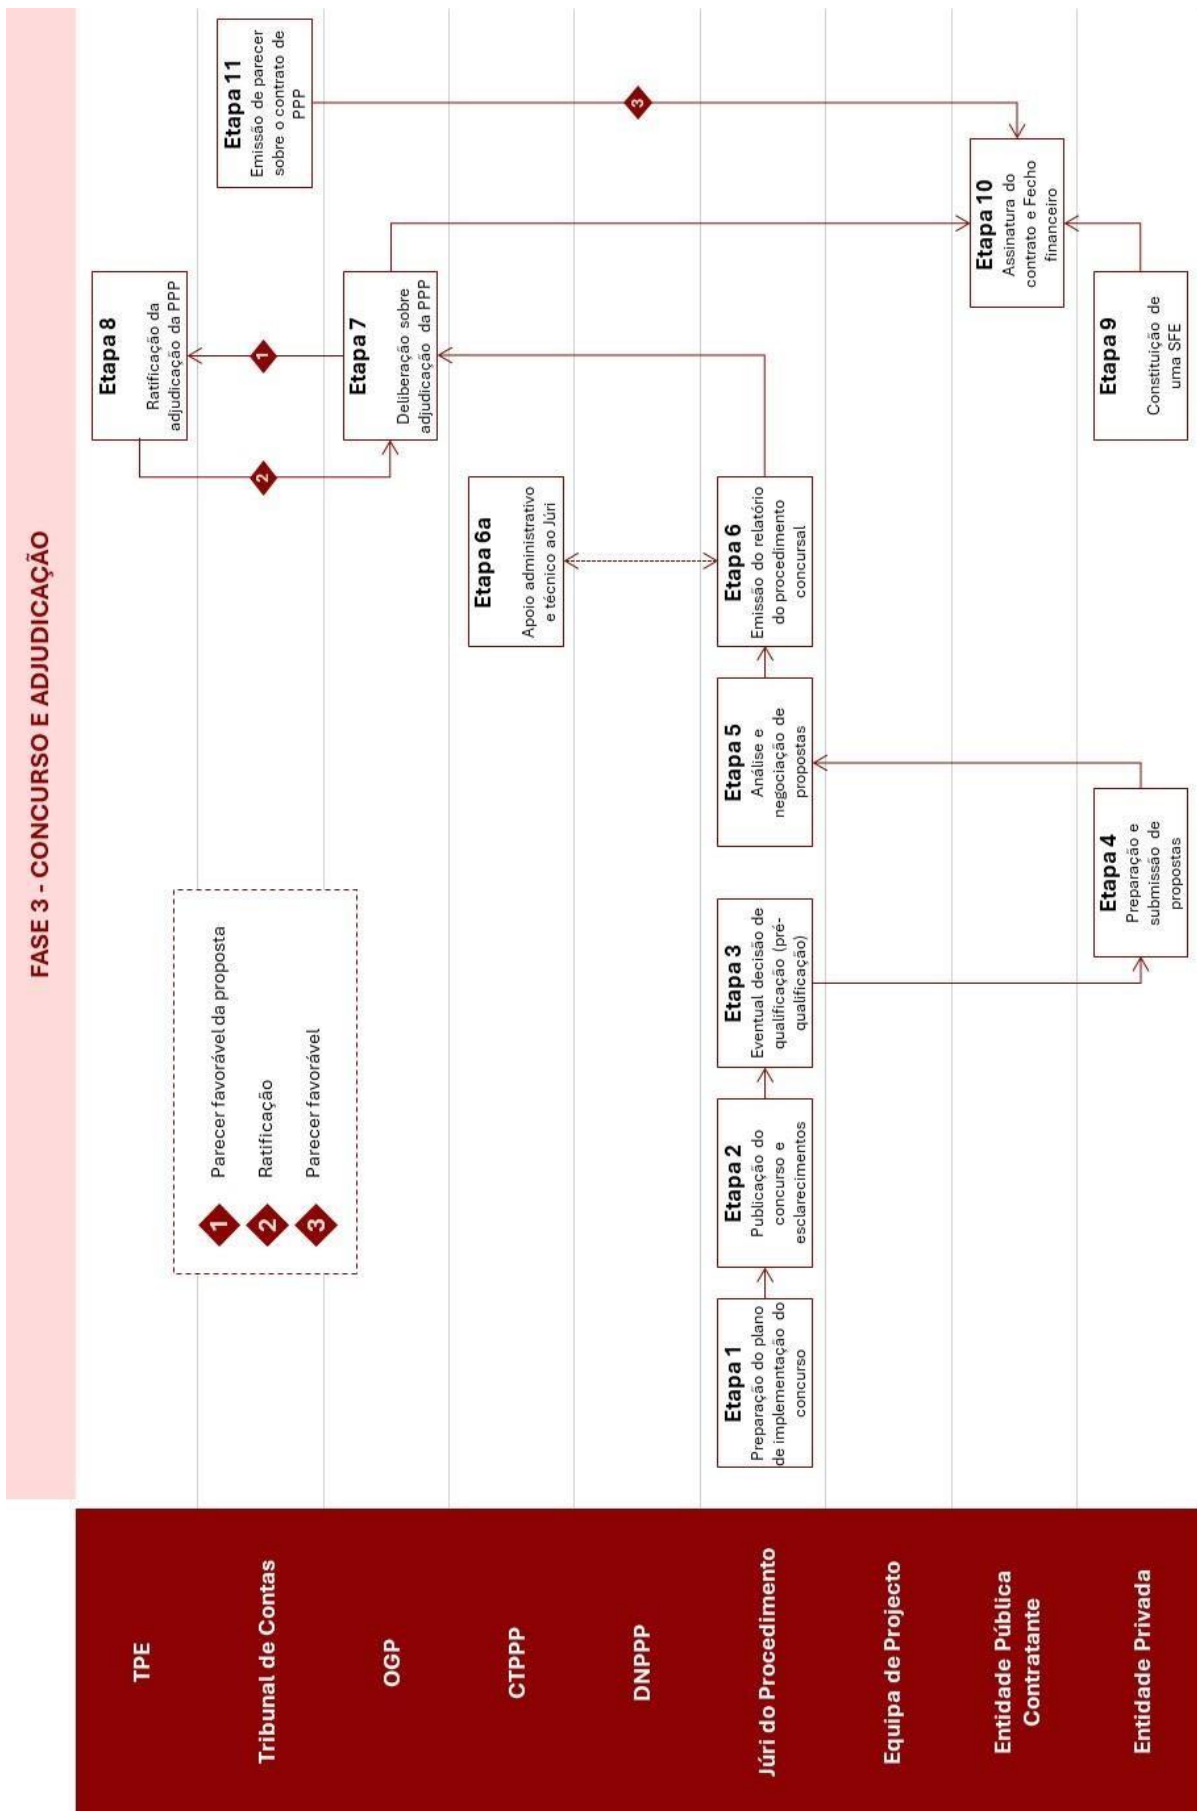 FASE 3 - CONCURSO E ADJUDICAÇÃO
TPE
Etapa 8
Ratificação da
adjudicação da PPP
1
2
Tribunal de Contas
1
Parecer favorável da proposta
2
Ratificação
3
Parecer favorável
Etapa 11
Emissão de parecer
sobre o contrato de
PPP
OGP
Etapa 7
Deliberação sobre
adjudicação da PPP
CTPPP
Etapa 6a
Apoio administrativo
e técnico ao Júri
DNPPP
3
Júri do Procedimento
Etapa 1
Preparação do plano
de implementação do
concurso
Etapa 2
Publicação do
concurso e
esclarecimentos
Etapa 3
Eventual decisão de
qualificação (pré-
qualificação)
Etapa 5
Análise e
negociação de
propostas
Etapa 6
Emissão do relatório
do procedimento
concursal
Equipa de Projecto
Entidade Pública
Contratante
Etapa 10
Assinatura do
contrato e Fecho
financeiro
Entidade Privada
Etapa 4
Preparação e
submissão de
propostas
Etapa 9
Constituição de
uma SFE